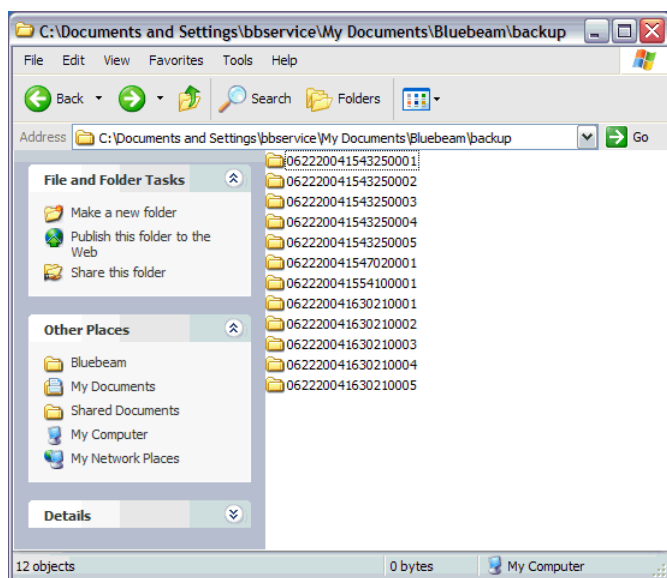 C:\Documents and Settings\bbservice\My Documents\Bluebeam\backup
File Edit View Favorites Tools Help
Back Search Folders
Address C:\Documents and Settings\bbservice\My Documents\Bluebeam\backup Go
File and Folder Tasks
Make a new folder
Publish this folder to the
Web
Share this folder
Other Places
Bluebeam
My Documents
Shared Documents
My Computer
My Network Places
Details
062220041543250001
062220041543250002
062220041543250003
062220041543250004
062220041543250005
062220041547020001
062220041554100001
062220041630210001
062220041630210002
062220041630210003
062220041630210004
062220041630210005
12 objects 0 bytes My Computer